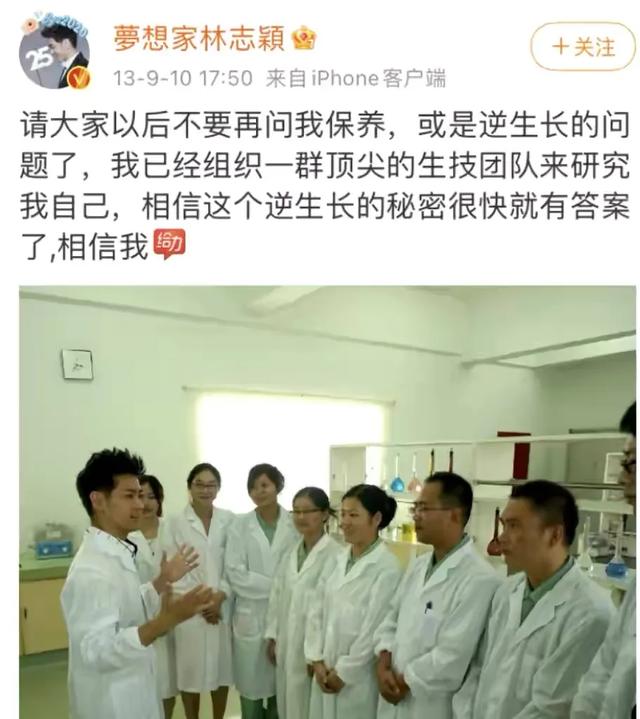 夢想家林志穎
13-9-10 17:50 来自iPhone客户端
＋关注
请大家以后不要再问我保养，或是逆生长的问
题了，我已经组织一群顶尖的生技团队来研究
我自己，相信这个逆生长的秘密很快就有答案
了,相信我
给力
25
2020